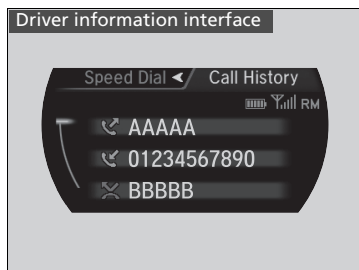 Driver information interface
Speed Dial Call History
RM
AAAAA
01234567890
BBBBB